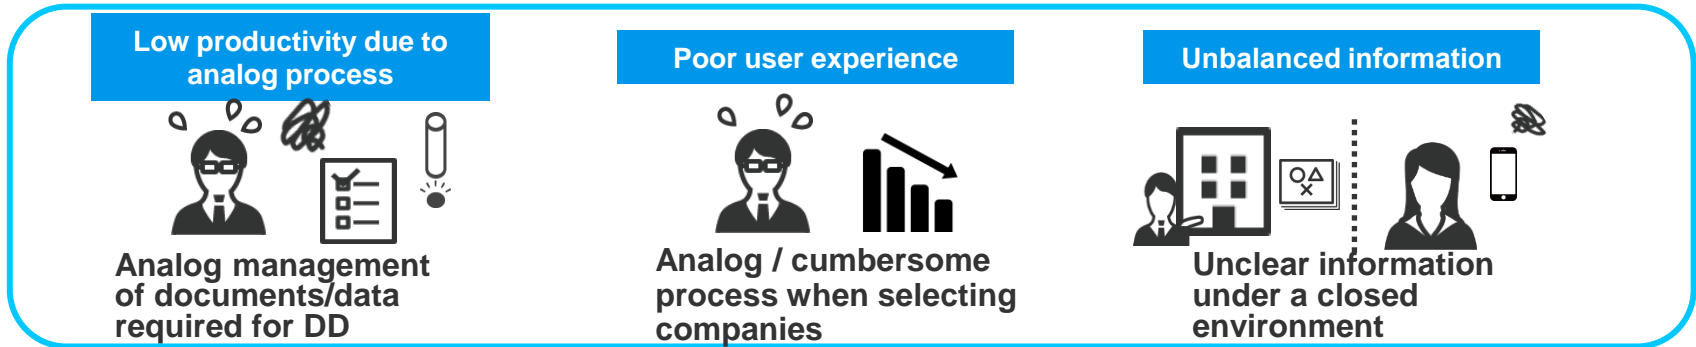 Low productivity due to
analog process
Analog management
of documents/data
required for DD
Poor user experience
Analog / cumbersome
process when selecting
companies
Unbalanced information
Unclear information
under a closed
environment